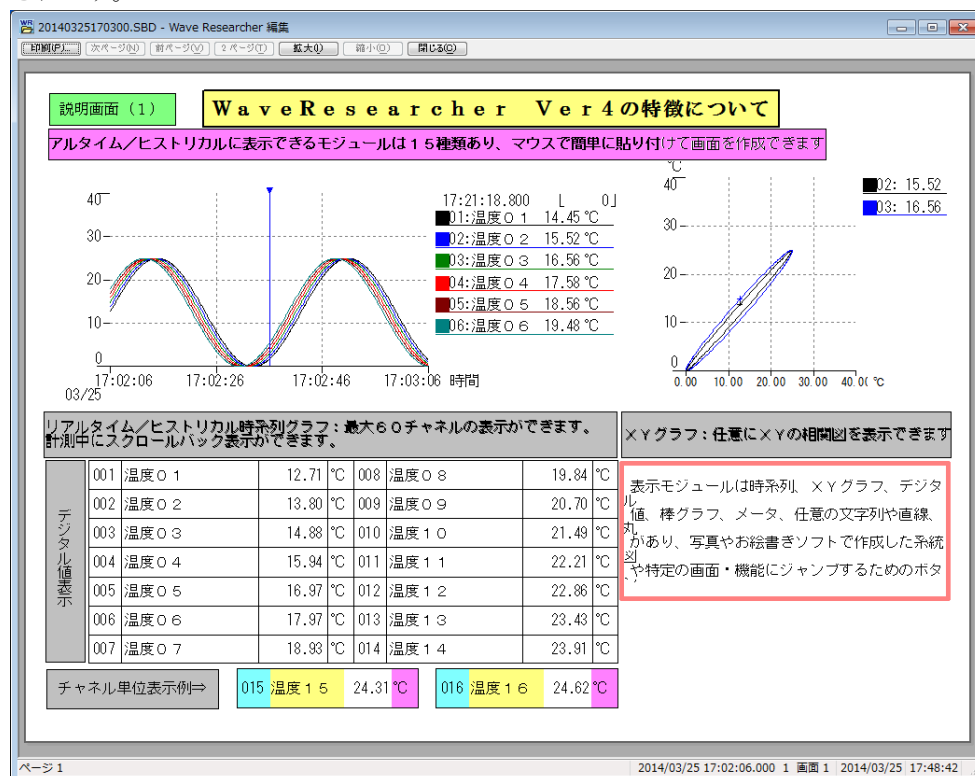 20140325170300.SBD - Wave Researcher 編集
印刷(P)... 次ページ(N) 前ページ(V) 2 ページ(T) 拡大(I) 縮小(O) 閉じる(C)
説明画面（１）
ＷａｖｅＲｅｓｅａｒｃｈｅｒ　Ｖｅｒ４の特徴について
アルタイム／ヒストリカルに表示できるモジュールは１５種類あり、マウスで簡単に貼り付けて画面を作成できます
40
30
20
10
0
17:02:06 17:02:26 17:02:46 17:03:06 時間
03/25
17:21:18.800 L 0」
01:温度０１ 14.45 ℃
02:温度０２ 15.52 ℃
03:温度０３ 16.56 ℃
04:温度０４ 17.58 ℃
05:温度０５ 18.56 ℃
06:温度０６ 19.48 ℃
℃
40
30
20
10
0
0.00 10.00 20.00 30.00 40.0( ℃
02: 15.52
03: 16.56
リアルタイム／ヒストリカル時系列グラフ：最大６０チャネルの表示ができます。
計測中にスクロールバック表示ができます。
ＸＹグラフ：任意にＸＹの相関図を表示できます
デジタル値表示
001 温度０１ 12.71 ℃ 008 温度０８ 19.84 ℃
002 温度０２ 13.80 ℃ 009 温度０９ 20.70 ℃
003 温度０３ 14.88 ℃ 010 温度１０ 21.49 ℃
004 温度０４ 15.94 ℃ 011 温度１１ 22.21 ℃
005 温度０５ 16.97 ℃ 012 温度１２ 22.86 ℃
006 温度０６ 17.97 ℃ 013 温度１３ 23.43 ℃
007 温度０７ 18.93 ℃ 014 温度１４ 23.91 ℃
表示モジュールは時系列、ＸＹグラフ、デジタ
ル
値、棒グラフ、メータ、任意の文字列や直線、
丸
があり、写真やお絵書きソフトで作成した系統
図
や特定の画面・機能にジャンプするためのボタ
チャネル単位表示例⇒
015 温度１５ 24.31 ℃
016 温度１６ 24.62 ℃
ページ 1
2014/03/25 17:02:06.000 1 画面 1 2014/03/25 17:48:42